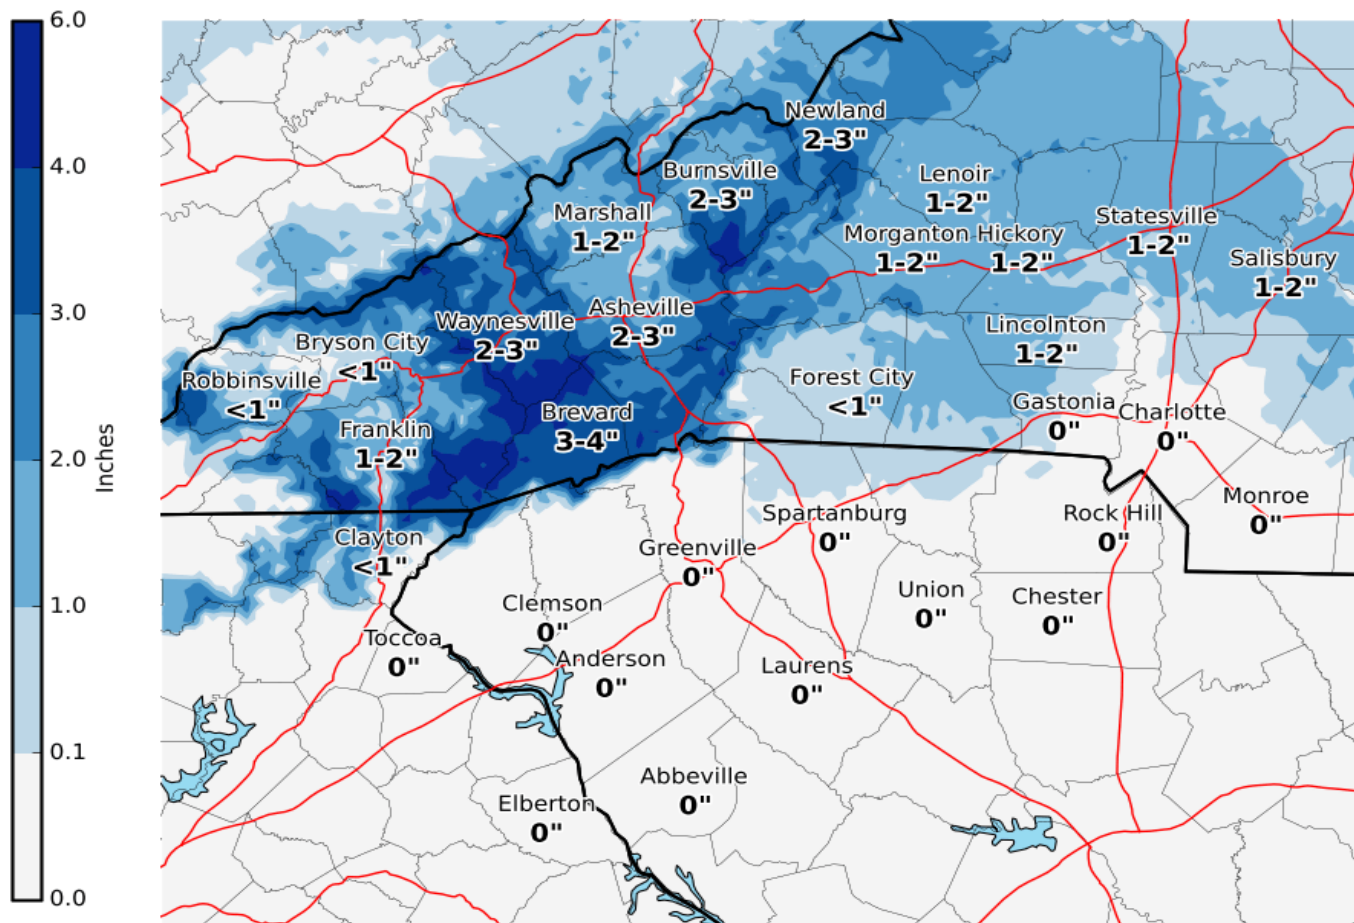 6.0
4.0
3.0
2.0
1.0
0.1
0.0
Inches
Newland
2-3"
Burnsville
2-3"
Lenoir
1-2"
Marshall
1-2"
Statesville
1-2"
Morganton
1-2"
Hickory
1-2"
Salisbury
1-2"
Asheville
2-3"
Waynesville
2-3"
Lincolnton
1-2"
Bryson City
<1"
Robbinsville
<1"
Forest City
<1"
Gastonia
0"
Charlotte
0"
Brevard
3-4"
Franklin
1-2"
Monroe
0"
Spartanburg
0"
Rock Hill
0"
Clayton
<1"
Greenville
0"
Union
0"
Chester
0"
Clemson
0"
Toccoa
0"
Anderson
0"
Laurens
0"
Abbeville
0"
Elberton
0"